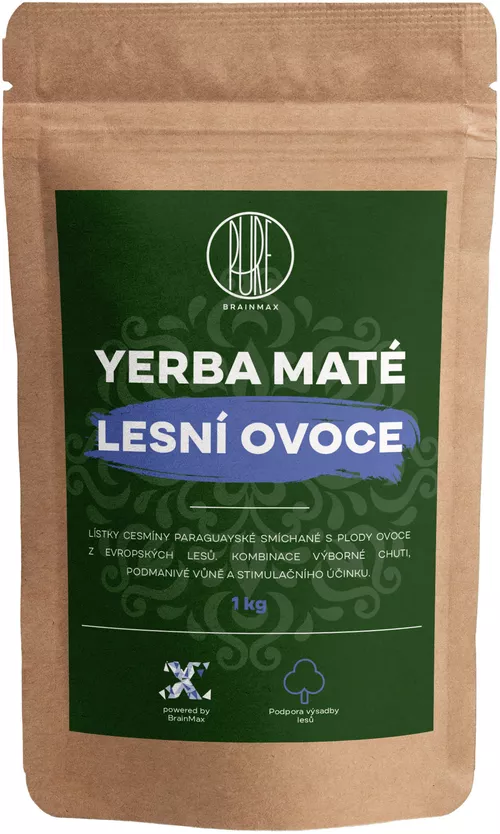 PURE
BRAINMAX
YERBA MATÉ
LESNÍ OVOCE
LÍSTKY CESMÍNY PARAGUAYSKÉ SMÍCHANÉ S PLODY OVOCE
Z EVROPSKÝCH LESŮ. KOMBINACE VÝBORNÉ CHUTI,
PODMANIVÉ VŮNĚ A STIMULAČNÍHO ÚČINKU.
1 kg
powered by
BrainMax
Podpora výsadby
lesů